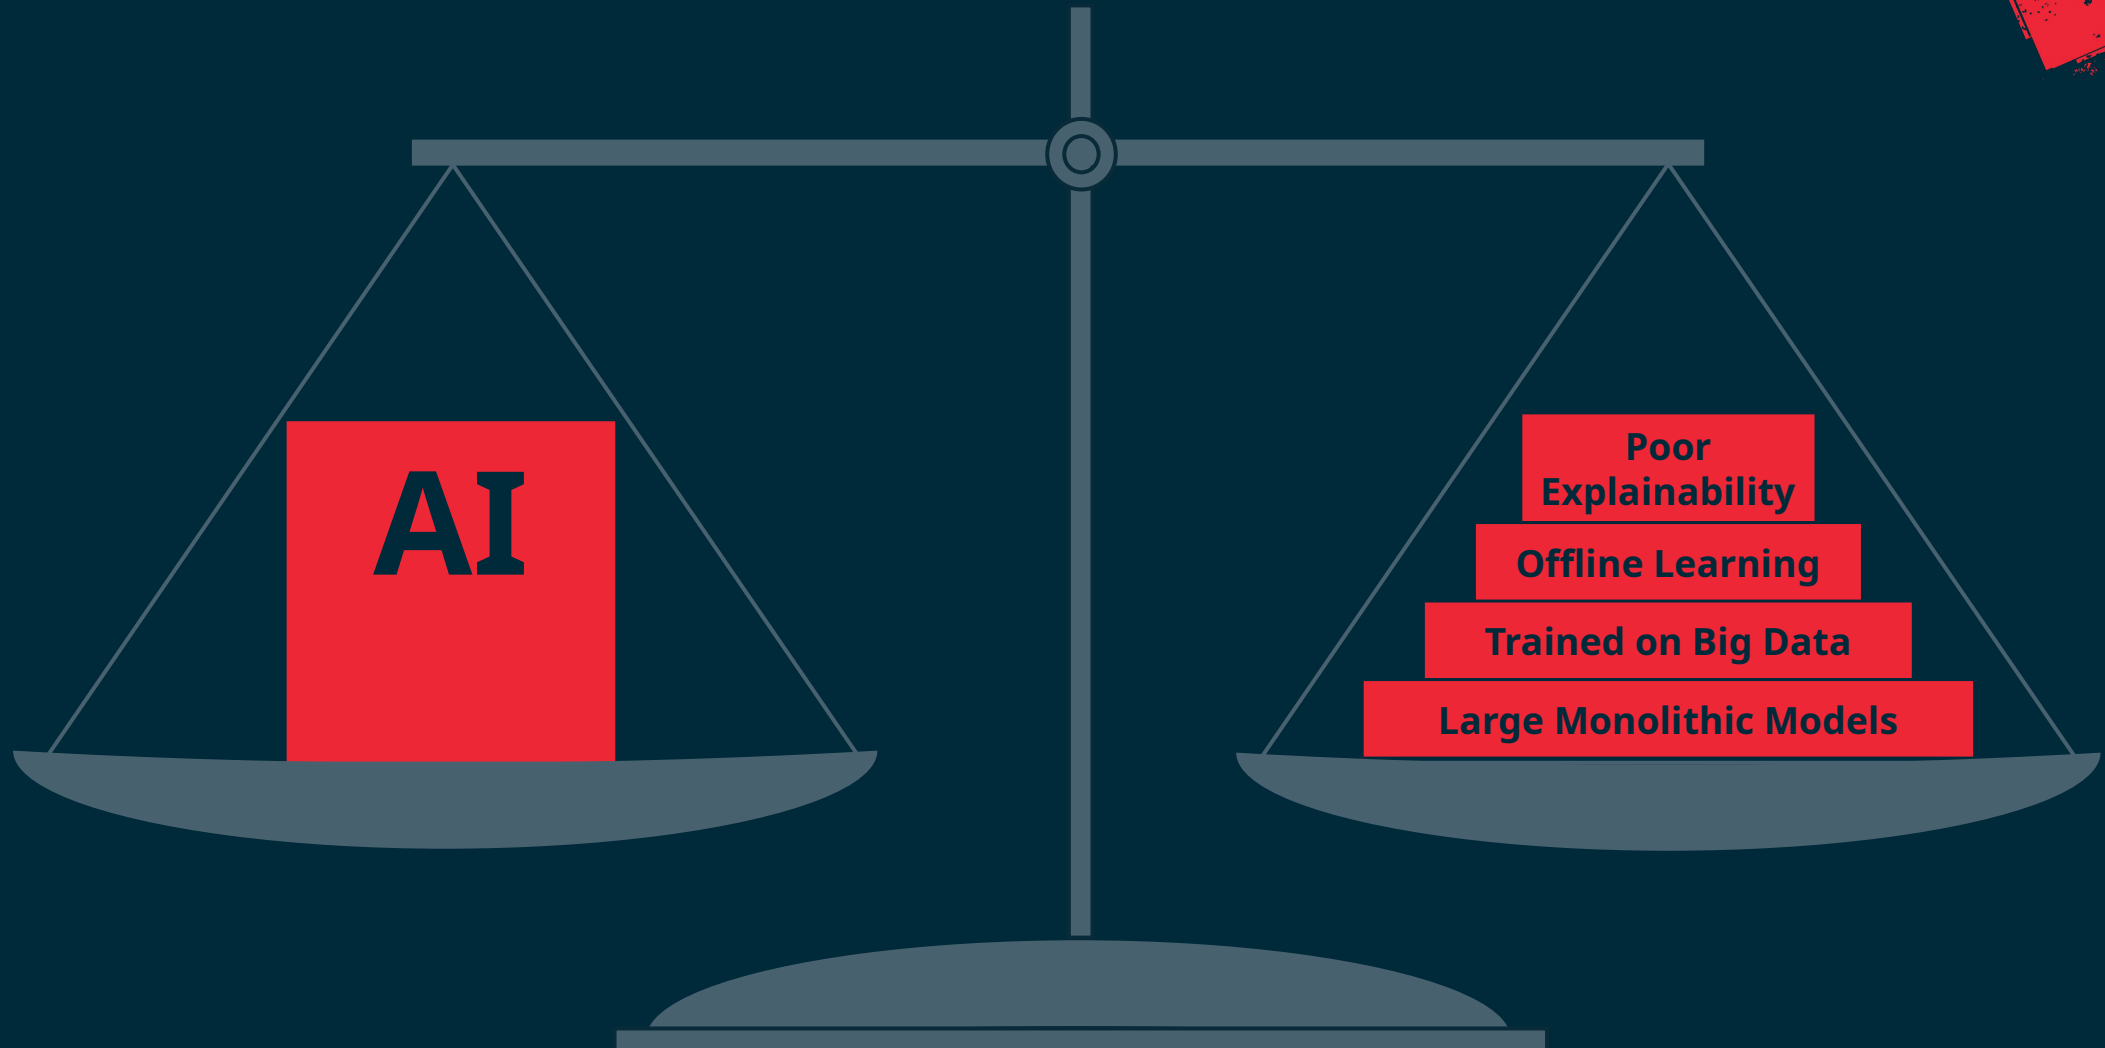 AI
Poor
Explainability
Offline Learning
Trained on Big Data
Large Monolithic Models